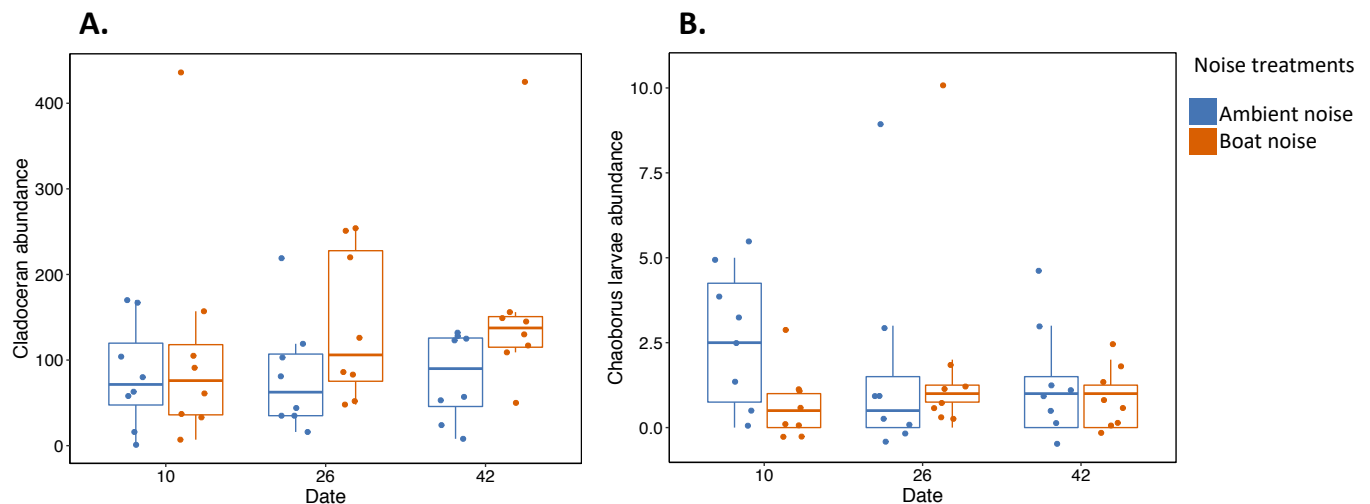 A.
Cladoceran abundance
400
300
200
100
0
10 26 42
Date
B.
Chaoborus larvae abundance
10.0
7.5
5.0
2.5
0.0
10 26 42
Date
Noise treatments
Ambient noise
Boat noise